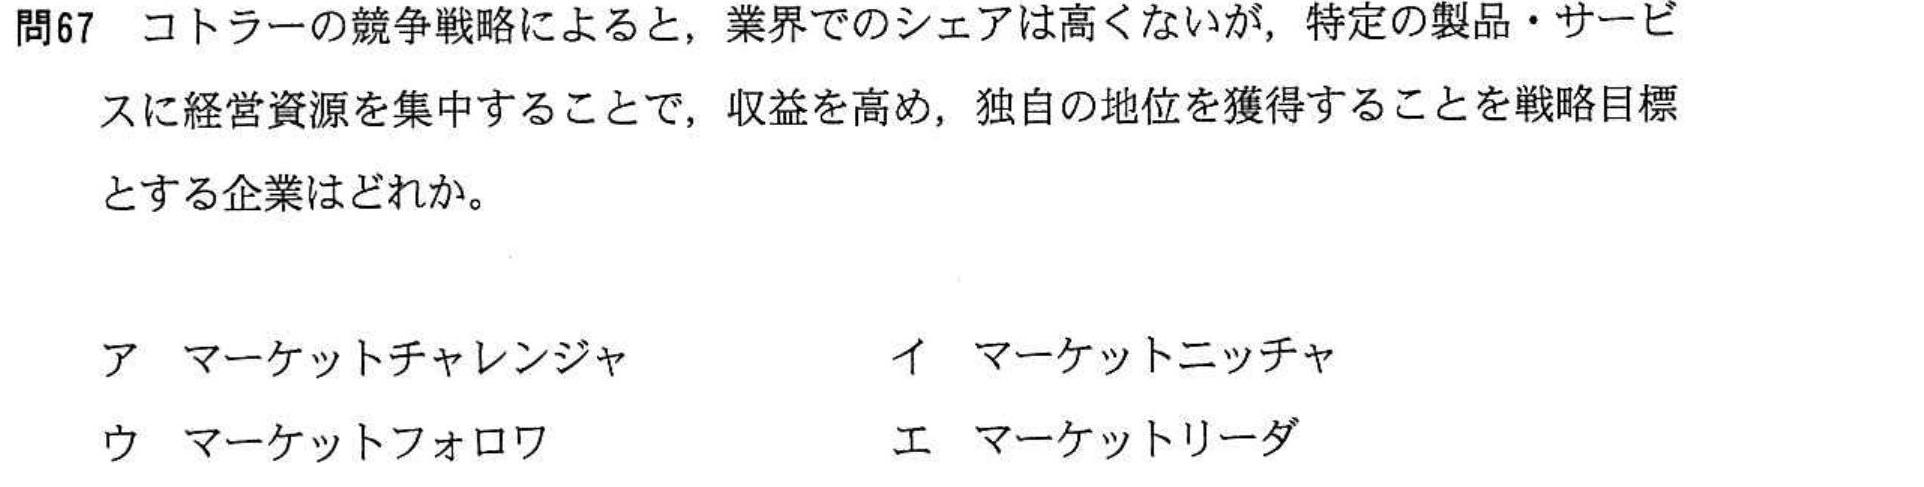 問67 コトラーの競争戦略によると，業界でのシェアは高くないが，特定の製品・サービ
スに経営資源を集中することで，収益を高め，独自の地位を獲得することを戦略目標
とする企業はどれか。
ア マーケットチャレンジャ イ マーケットニッチャ
ウ マーケットフォロワ エ マーケットリーダ